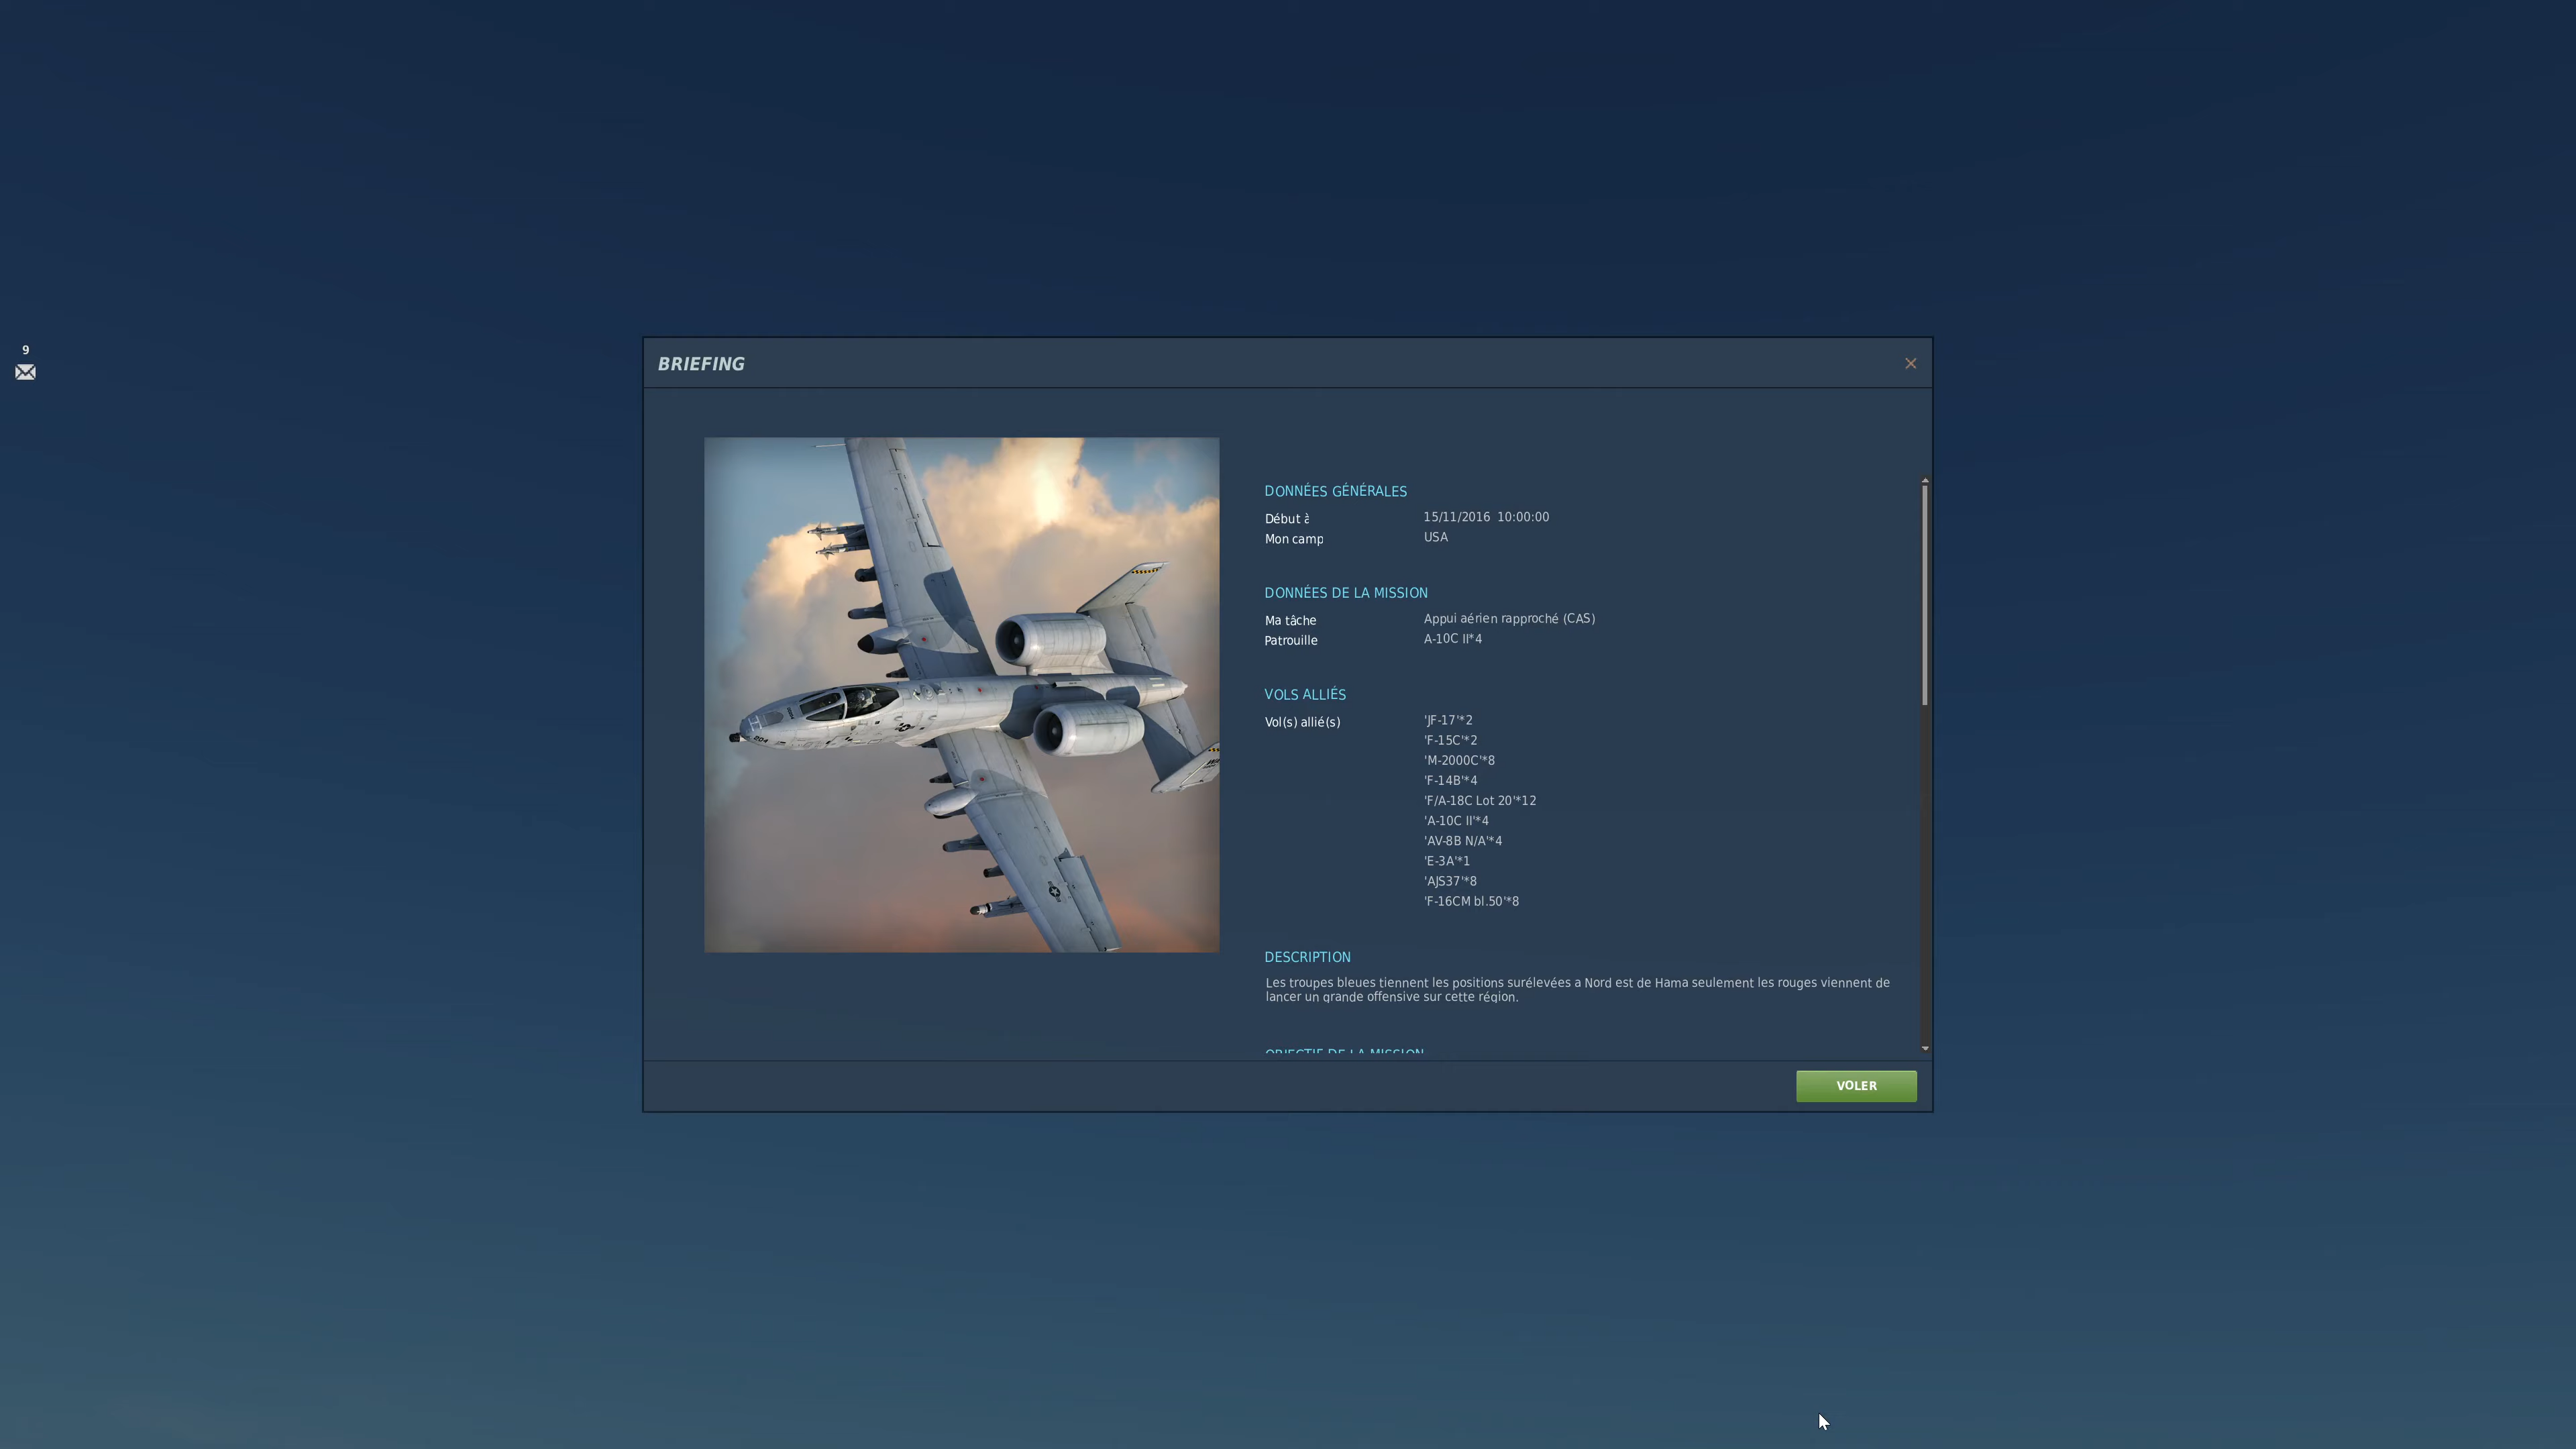 9
BRIEFING
DONNÉES GÉNÉRALES
Début à 15/11/2016 10:00:00
Mon camp USA
DONNÉES DE LA MISSION
Ma tâche Appui aérien rapproché (CAS)
Patrouille A-10C II*4
VOLS ALLIÉS
Vol(s) allié(s) 'JF-17'*2
'F-15C'*2
'M-2000C'*8
'F-14B'*4
'F/A-18C Lot 20'*12
'A-10C II'*4
'AV-8B N/A'*4
'E-3A'*1
'AJS37'*8
'F-16CM bl.50'*8
DESCRIPTION
Les troupes bleues tiennent les positions surélevées a Nord est de Hama seulement les rouges viennent de
lancer un grande offensive sur cette région.
OBJECTIF DE LA MISSION
VOLER